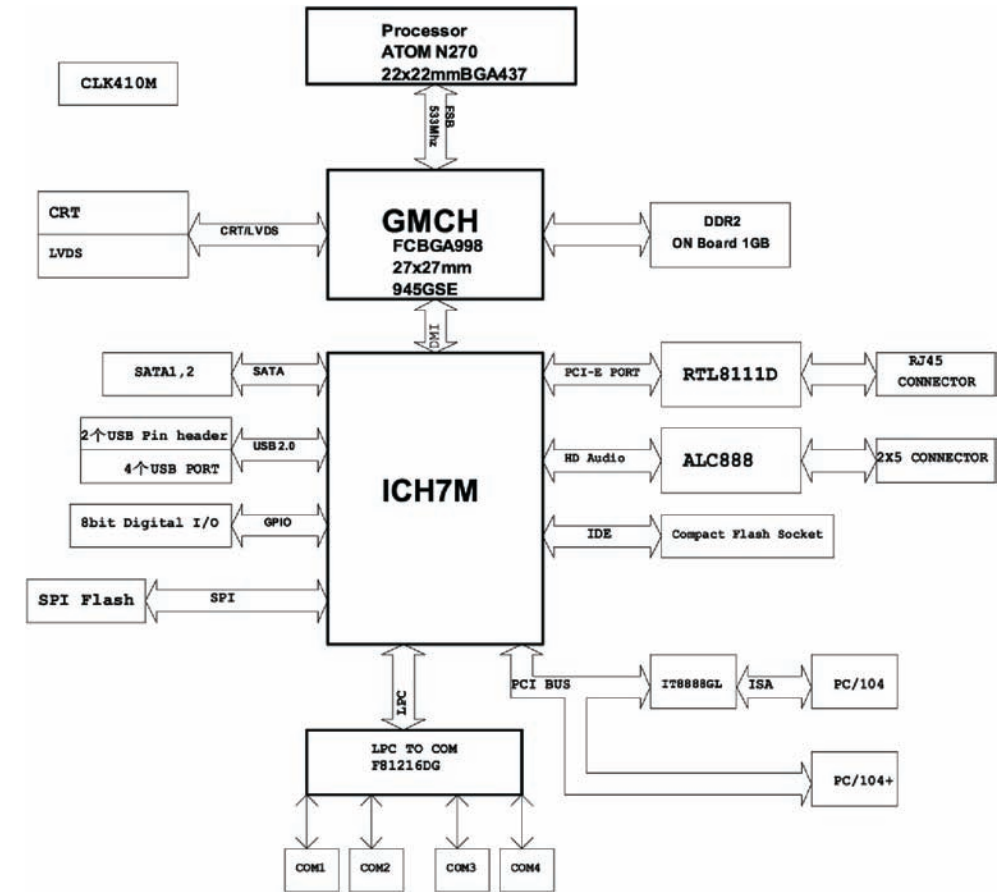 Processor
ATOM N270
22x22mmBGA437
CLK410M
FSB
533Mhz
GMCH
FCBGA998
27x27mm
945GSE
CRT
LVDS
CRT/LVDS
DDR2
ON Board 1GB
DMI
ICH7M
SATA1,2
SATA
PCI-E PORT
RTL8111D
RJ45
CONNECTOR
2个USB Pin header
4个USB PORT
USB2.0
HD Audio
ALC888
2X5 CONNECTOR
8bit Digital I/O
GPIO
IDE
Compact Flash Socket
SPI Flash
SPI
LPC
PCI BUS
IT8888GL
ISA
PC/104
LPC TO COM
F81216DG
PC/104+
COM1
COM2
COM3
COM4